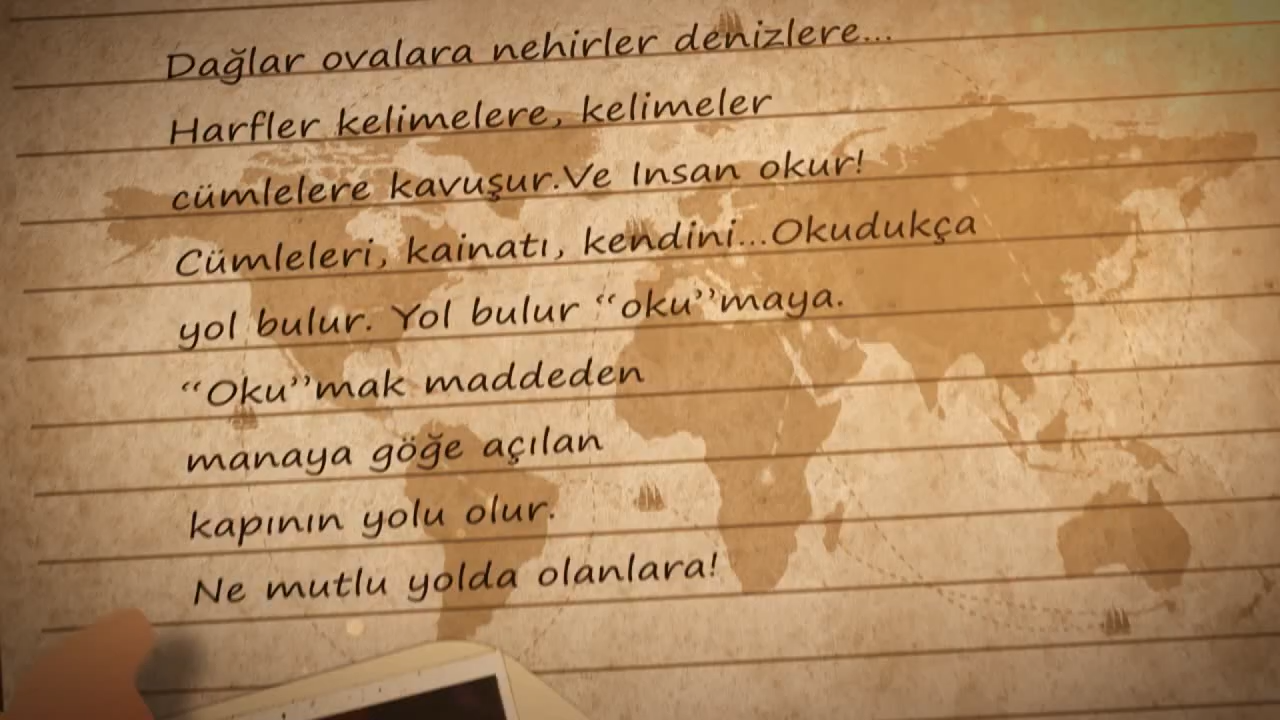 Dağlar ovalara nehirler denizlere...
Harfler kelimelere, kelimeler
cümlelere kavuşur.Ve Insan okur!
Cümleleri, kainatı, kendini...Okudukça
yol bulur. Yol bulur “oku”maya.
“Oku”mak maddeden
manaya göğe açılan
kapının yolu olur.
Ne mutlu yolda olanlara!